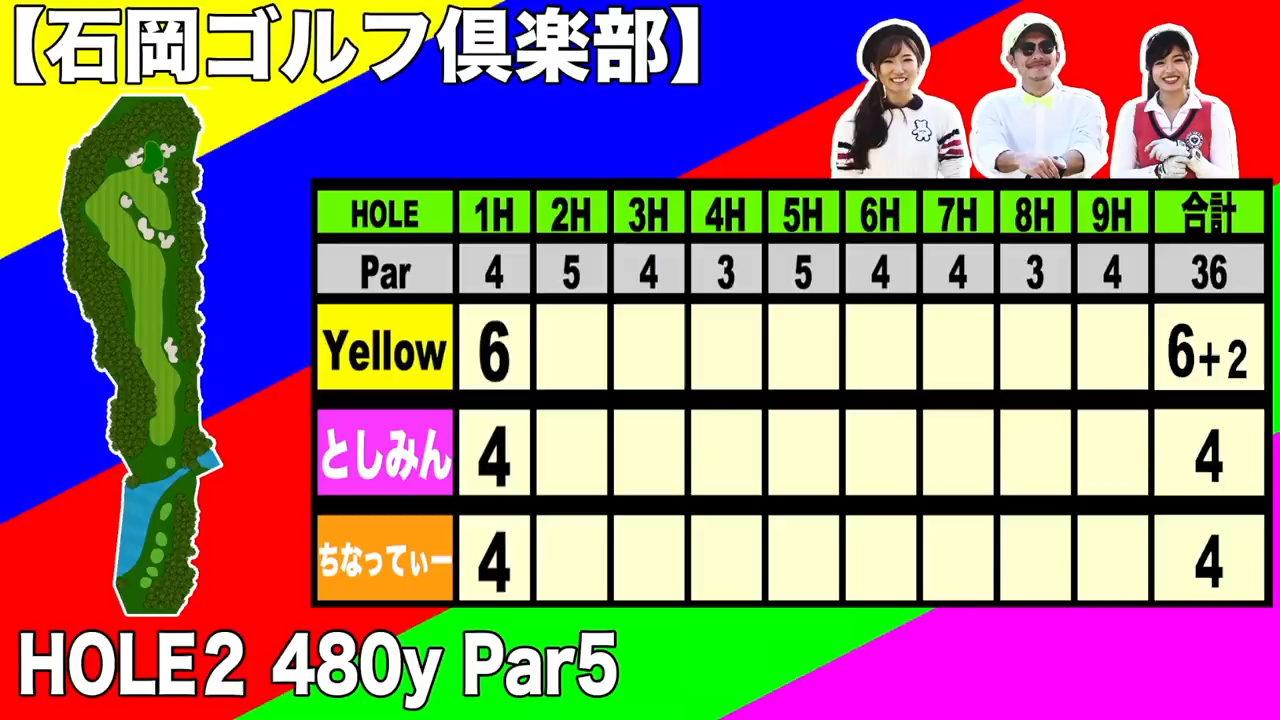 【石岡ゴルフ倶楽部】
HOLE 1H 2H 3H 4H 5H 6H 7H 8H 9H 合計
Par 4 5 4 3 5 4 4 3 4 36
Yellow 6 6+2
としみん 4 4
ちなってぃー 4 4
HOLE2 480y Par5